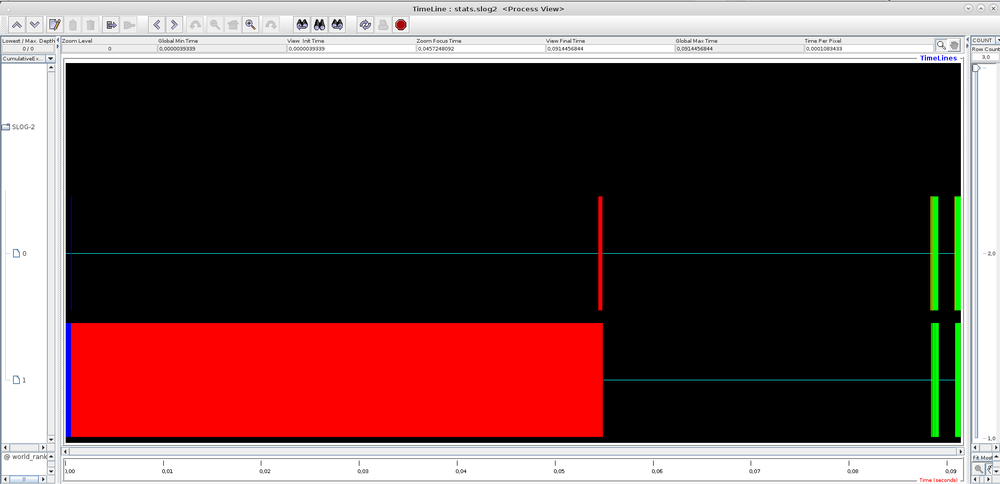 TimeLine : stats.slog2 <Process View>
Lowest / Max. Depth
Zoom Level
Global Min Time
View Init Time
Zoom Focus Time
View Final Time
Global Max Time
Time Per Pixel
COUNT
Row Count
0 / 0
0
0,0000039339
0,0000039339
0,0457248092
0,0914456844
0,0914456844
0,0001083433
3,0
CumulativeEx...
TimeLines
SLOG-2
0
2,0
1
1,0
@ world_rank
Fit Most
0,00
0,01
0,02
0,03
0,04
0,05
0,06
0,07
0,08
0,09
Time (seconds)